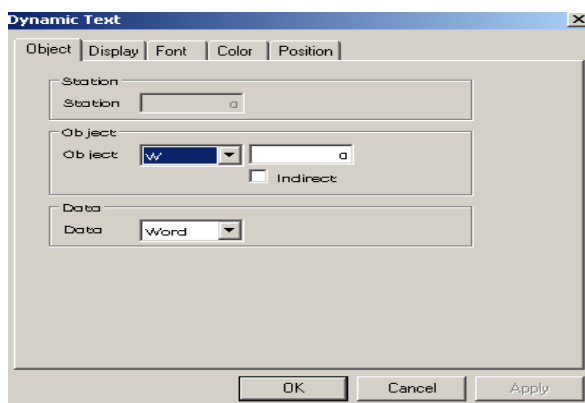 Dynamic Text
Object Display Font Color Position
Station
Station 0
Object
Object W 0
Indirect
Data
Data Word
OK Cancel Apply